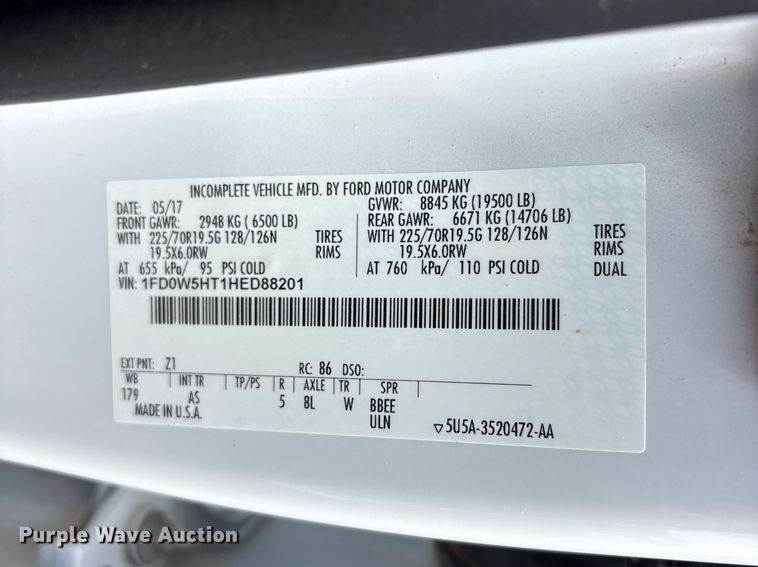 INCOMPLETE VEHICLE MFD. BY FORD MOTOR COMPANY
DATE: 05/17 GVWR: 8845 KG (19500 LB)
FRONT GAWR: 2948 KG ( 6500 LB) REAR GAWR: 6671 KG (14706 LB)
WITH 225/70R19.5G 128/126N TIRES WITH 225/70R19.5G 128/126N TIRES
19.5X6.0RW RIMS 19.5X6.0RW RIMS
AT 655 kPa/ 95 PSI COLD AT 760 kPa/ 110 PSI COLD DUAL
VIN: 1FD0W5HT1HED88201
EXT PNT: Z1 RC: 86 DSO:
WB INT TR TP/PS R AXLE TR SPR
179 AS 5 8L W BBEE
MADE IN U.S.A. ULN
▽5U5A-3520472-AA
Purple Wave Auction